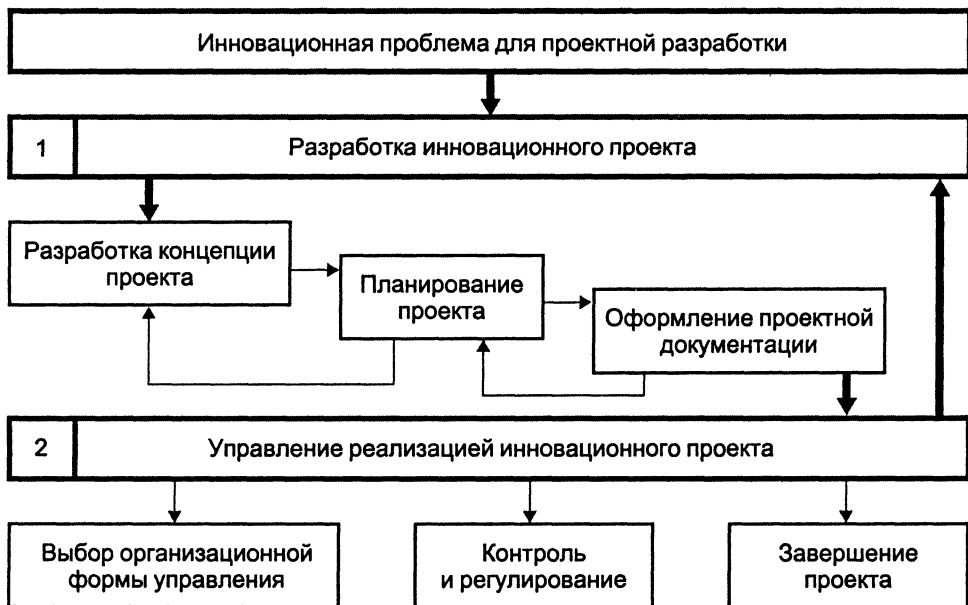 Инновационная проблема для проектной разработки
1
Разработка инновационного проекта
Разработка концепции
проекта
Планирование
проекта
Оформление проектной
документации
2
Управление реализацией инновационного проекта
Выбор организационной
формы управления
Контроль
и регулирование
Завершение
проекта